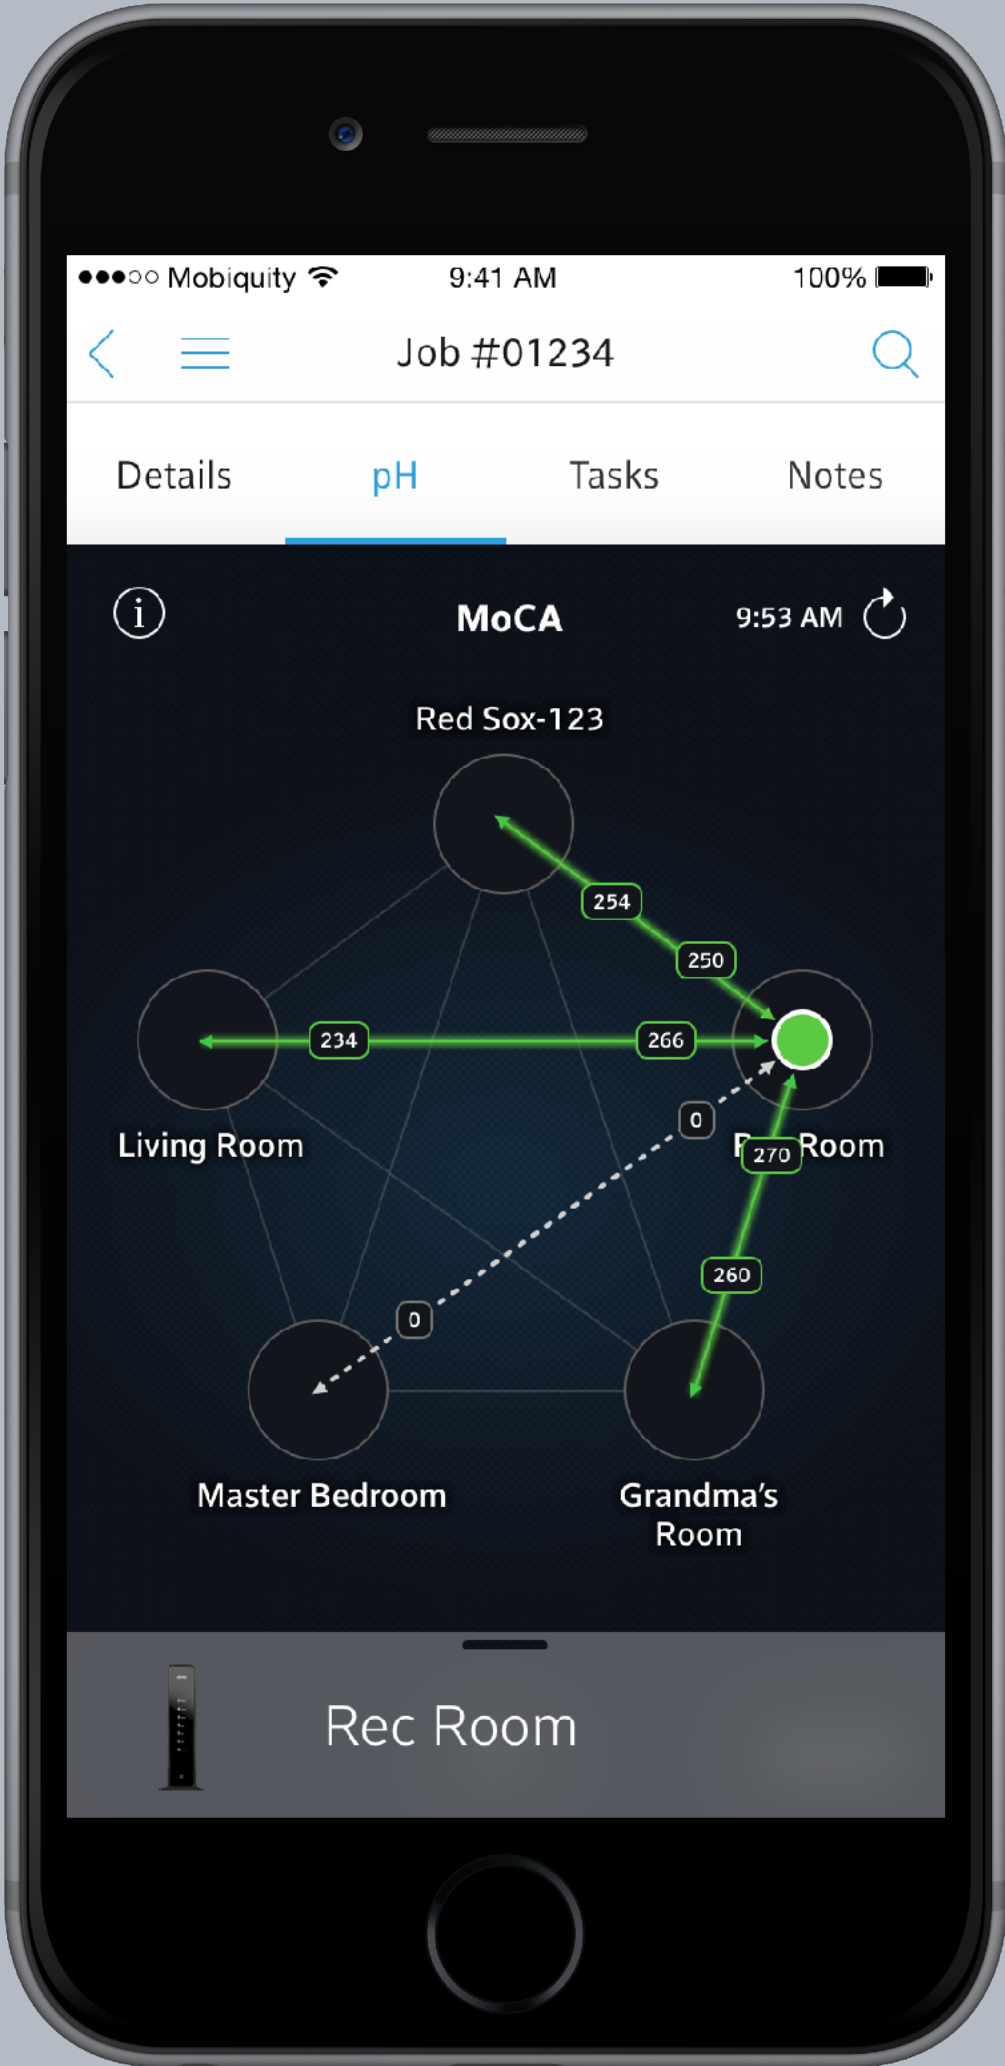 Mobiquity 9:41 AM 100%
Job #01234
Details pH Tasks Notes
i MoCA 9:53 AM
Red Sox-123
254
250
234 266
0
Living Room Room
270
260
0
Master Bedroom Grandma's
Room
Rec Room